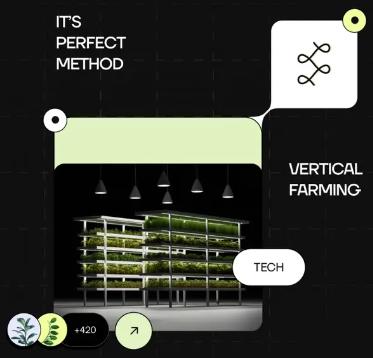 IT'S
PERFECT
METHOD
VERTICAL
FARMING
TECH
+420